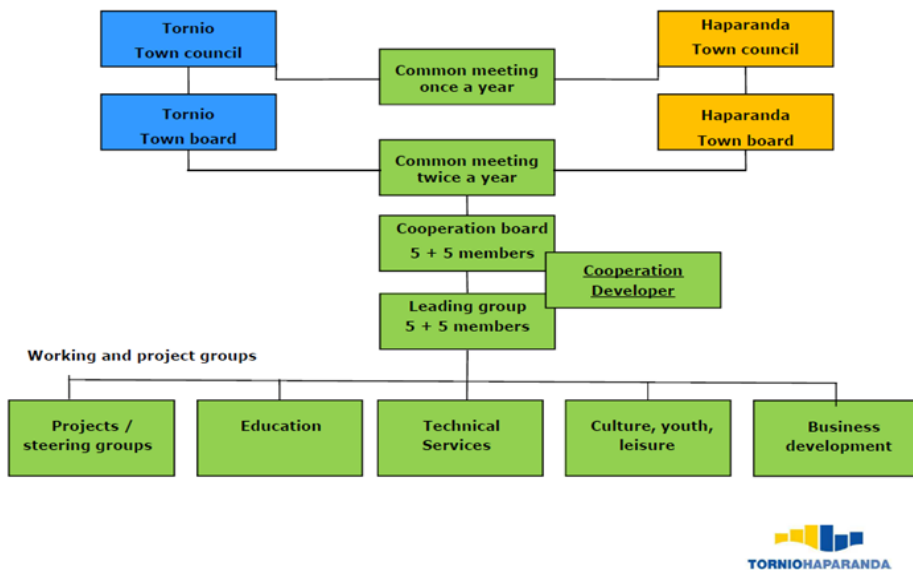 Tornio
Town council
Haparanda
Town council
Common meeting
once a year
Tornio
Town board
Haparanda
Town board
Common meeting
twice a year
Cooperation board
5 + 5 members
Cooperation
Developer
Leading group
5 + 5 members
Working and project groups
Projects /
steering groups
Education
Technical
Services
Culture, youth,
leisure
Business
development
TORNIOHAPARANDA